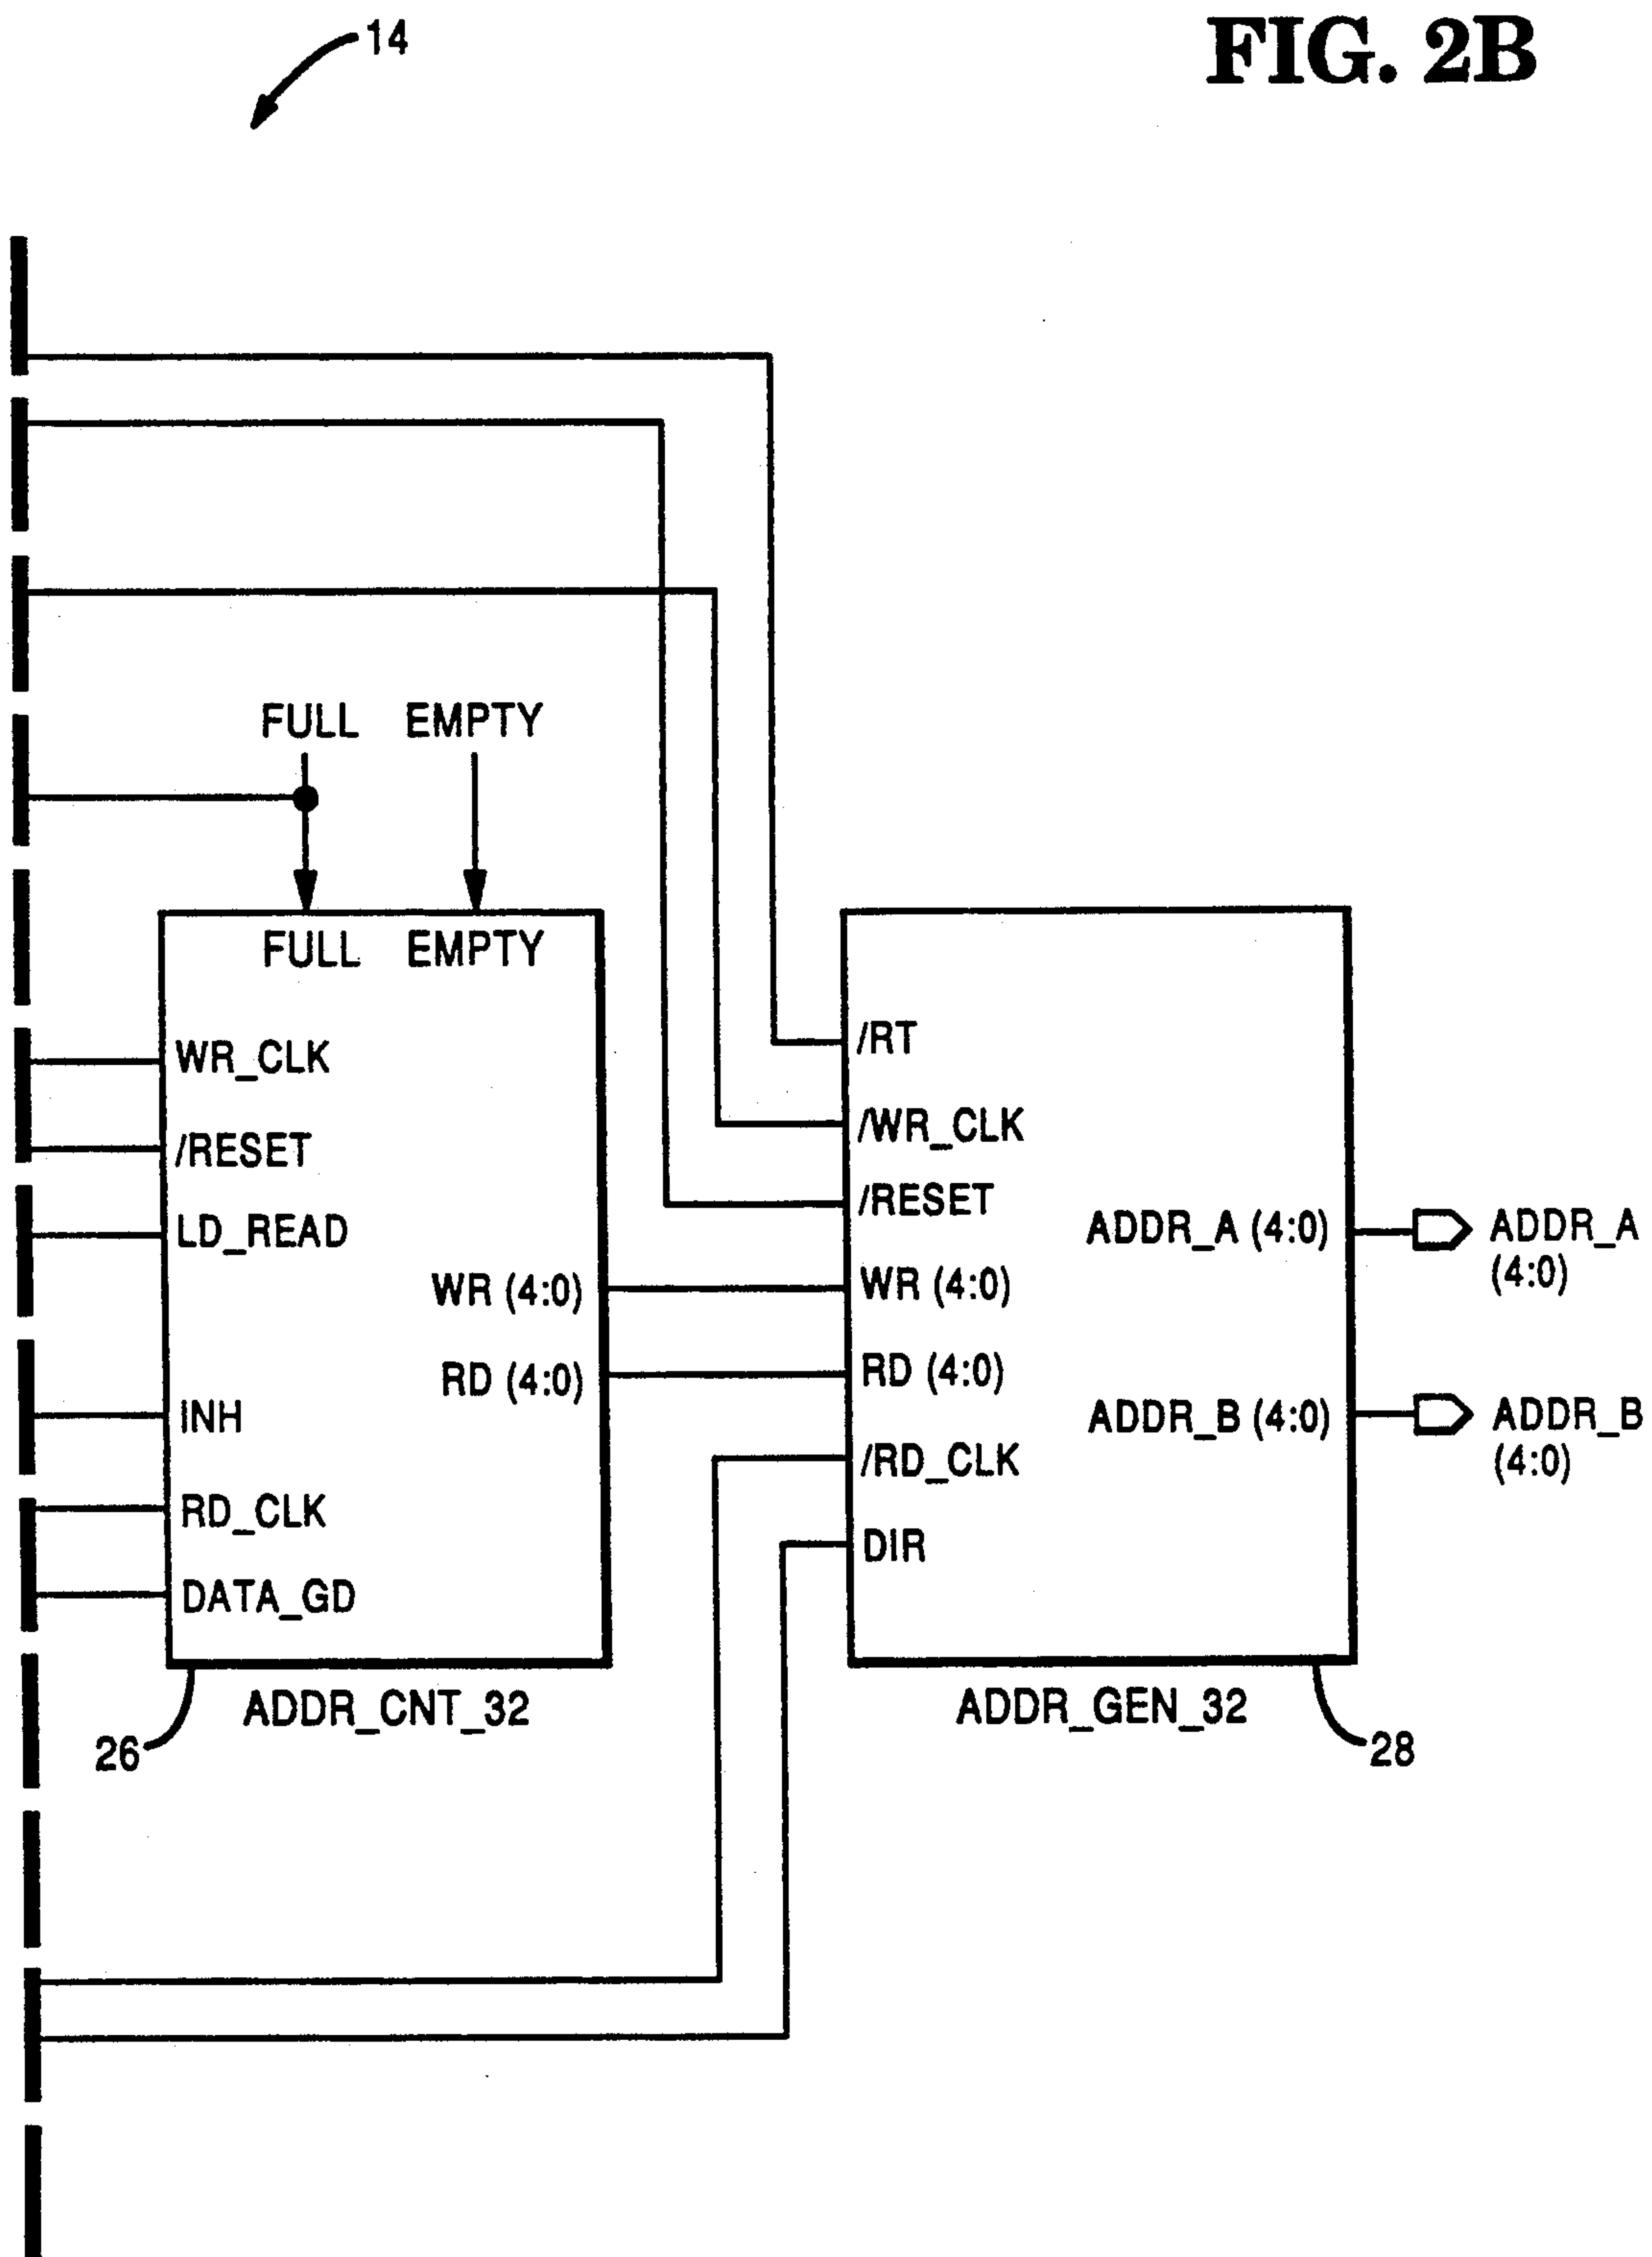 14
FIG. 2B
FULL EMPTY
FULL EMPTY
WR_CLK
/RESET
LD_READ
WR (4:0)
RD (4:0)
INH
RD_CLK
DATA_GD
ADDR_CNT_32
26
/RT
/WR_CLK
/RESET
WR (4:0)
RD (4:0)
/RD_CLK
DIR
ADDR_A (4:0)
ADDR_B (4:0)
ADDR_GEN_32
28
ADDR_A
(4:0)
ADDR_B
(4:0)